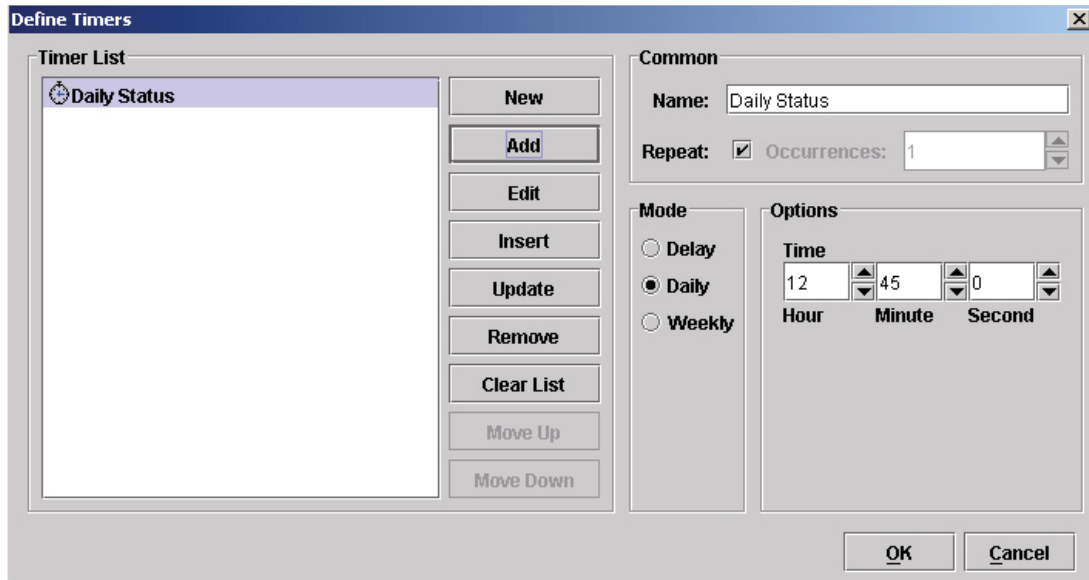 Define Timers
Timer List
Daily Status
New
Add
Edit
Insert
Update
Remove
Clear List
Move Up
Move Down
Common
Name: Daily Status
Repeat: Occurrences: 1
Mode
Delay
Daily
Weekly
Options
Time
12 45 0
Hour Minute Second
OK Cancel